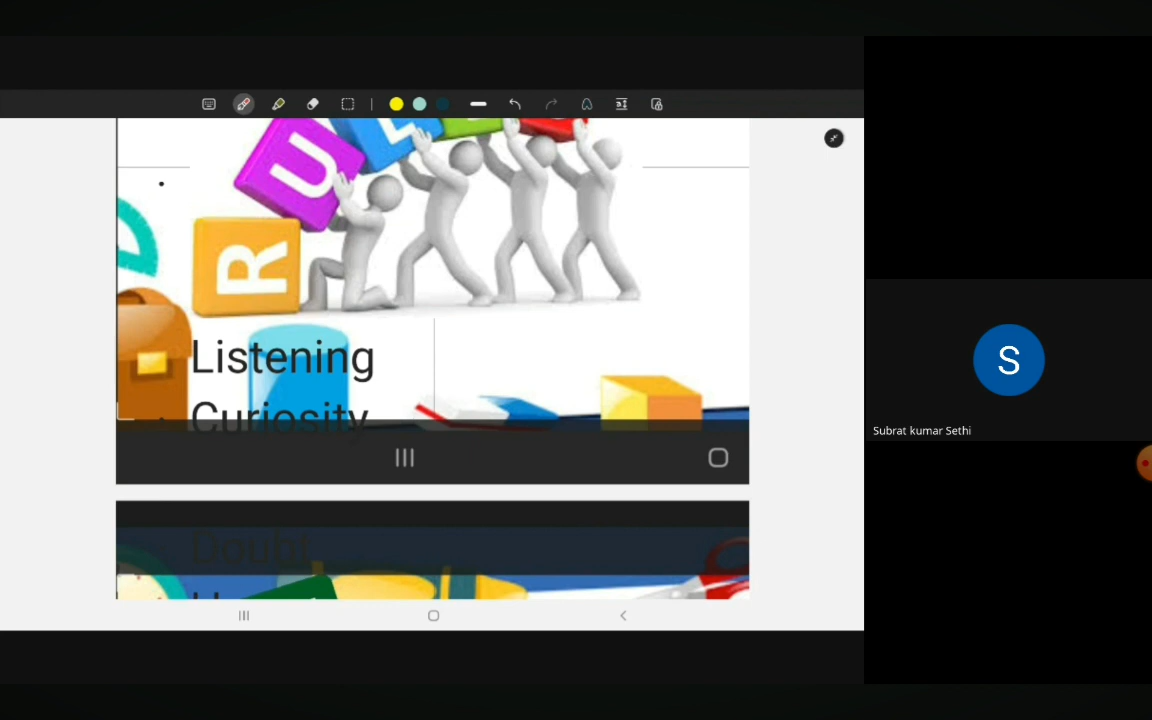 R U L E
Listening
Curiosity
Doubt
S
Subrat kumar Sethi